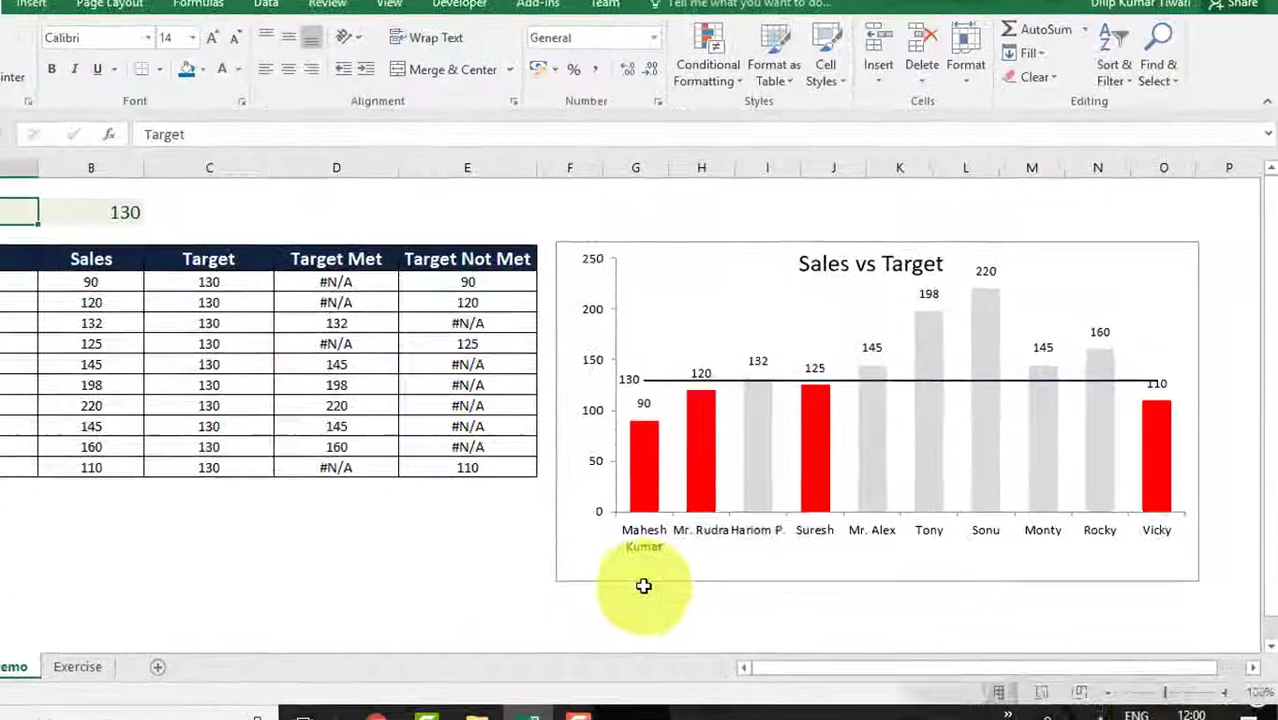 Insert Page Layout Formulas Data Review View Developer Add-ins Team Tell me what you want to do... Dilip Kumar Tiwari Share
Calibri 14 A A Wrap Text General AutoSum
inter B I U A Merge & Center % , Conditional Formatting Format as Table Cell Styles Insert Delete Format Fill Clear Sort & Filter Find & Select
Font Alignment Number Styles Cells Editing
fx Target
B C D E F G H I J K L M N O P
130
Sales Target Target Met Target Not Met
90 130 #N/A 90
120 130 #N/A 120
132 130 132 #N/A
125 130 #N/A 125
145 130 145 #N/A
198 130 198 #N/A
220 130 220 #N/A
145 130 145 #N/A
160 130 160 #N/A
110 130 #N/A 110
Sales vs Target
250
200
150
100
50
0
130
90 120 132 125 145 198 220 145 160 110
Mahesh Kumar Mr. Rudra Hariom P. Suresh Mr. Alex Tony Sonu Monty Rocky Vicky
emo Exercise
100%
ENG 12:00